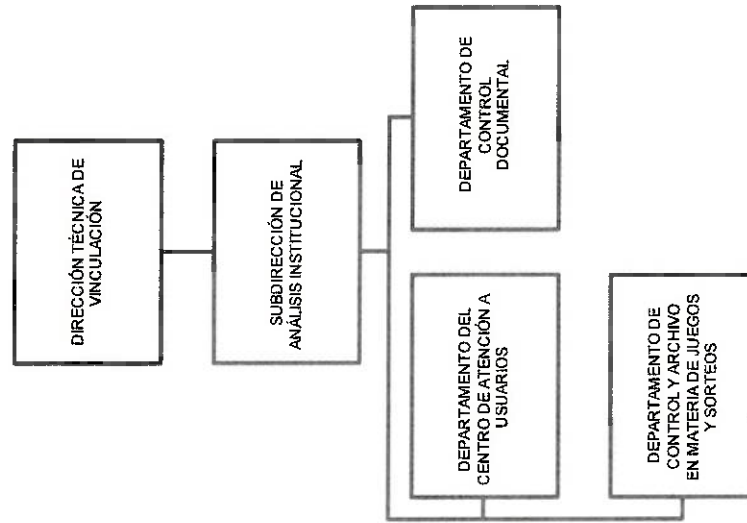 DIRECCIÓN TÉCNICA DE
VINCULACIÓN
SUBDIRECCIÓN DE
ANÁLISIS INSTITUCIONAL
DEPARTAMENTO DEL
CENTRO DE ATENCIÓN A
USUARIOS
DEPARTAMENTO DE
CONTROL
DOCUMENTAL
DEPARTAMENTO DE
CONTROL Y ARCHIVO
EN MATERIA DE JUEGOS
Y SORTEOS